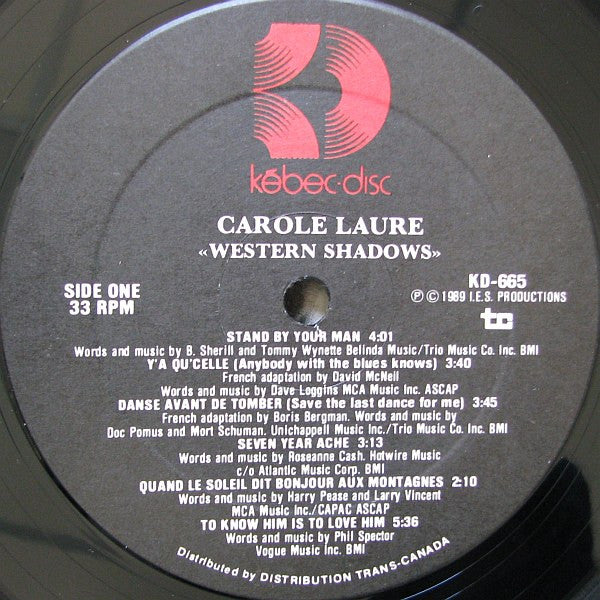 kébec-disc
CAROLE LAURE
«WESTERN SHADOWS»
SIDE ONE
33 RPM
KD-665
℗ © 1989 I.E.S. PRODUCTIONS
tc
STAND BY YOUR MAN 4:01
Words and music by B. Sherill and Tommy Wynette Belinda Music/Trio Music Co. Inc. BMI
Y'A QU'CELLE (Anybody with the blues knows) 3:40
French adaptation by David McNeil
Words and music by Dave Loggins MCA Music Inc. ASCAP
DANSE AVANT DE TOMBER (Save the last dance for me) 3:45
French adaptation by Boris Bergman. Words and music by
Doc Pomus and Mort Schuman. Unichappell Music Inc./Trio Music Co. Inc. BMI
SEVEN YEAR ACHE 3:13
Words and music by Roseanne Cash. Hotwire Music
c/o Atlantic Music Corp. BMI
QUAND LE SOLEIL DIT BONJOUR AUX MONTAGNES 2:10
Words and music by Harry Pease and Larry Vincent
MCA Music Inc./CAPAC ASCAP
TO KNOW HIM IS TO LOVE HIM 5:36
Words and music by Phil Spector
Vogue Music Inc. BMI
Distributed by DISTRIBUTION TRANS-CANADA